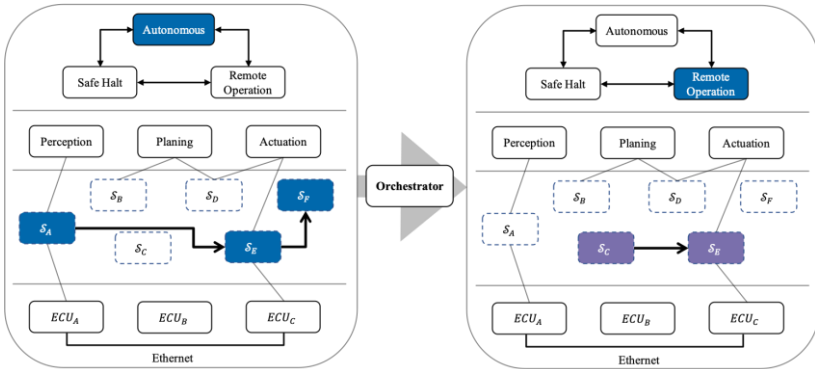 Autonomous
Safe Halt
Remote
Operation
Perception
Planing
Actuation
𝒮_B
𝒮_D
𝒮_F
𝒮_A
𝒮_C
𝒮_E
ECU_A
ECU_B
ECU_C
Ethernet
Orchestrator
Autonomous
Safe Halt
Remote
Operation
Perception
Planing
Actuation
𝒮_B
𝒮_D
𝒮_F
𝒮_A
𝒮_C
𝒮_E
ECU_A
ECU_B
ECU_C
Ethernet